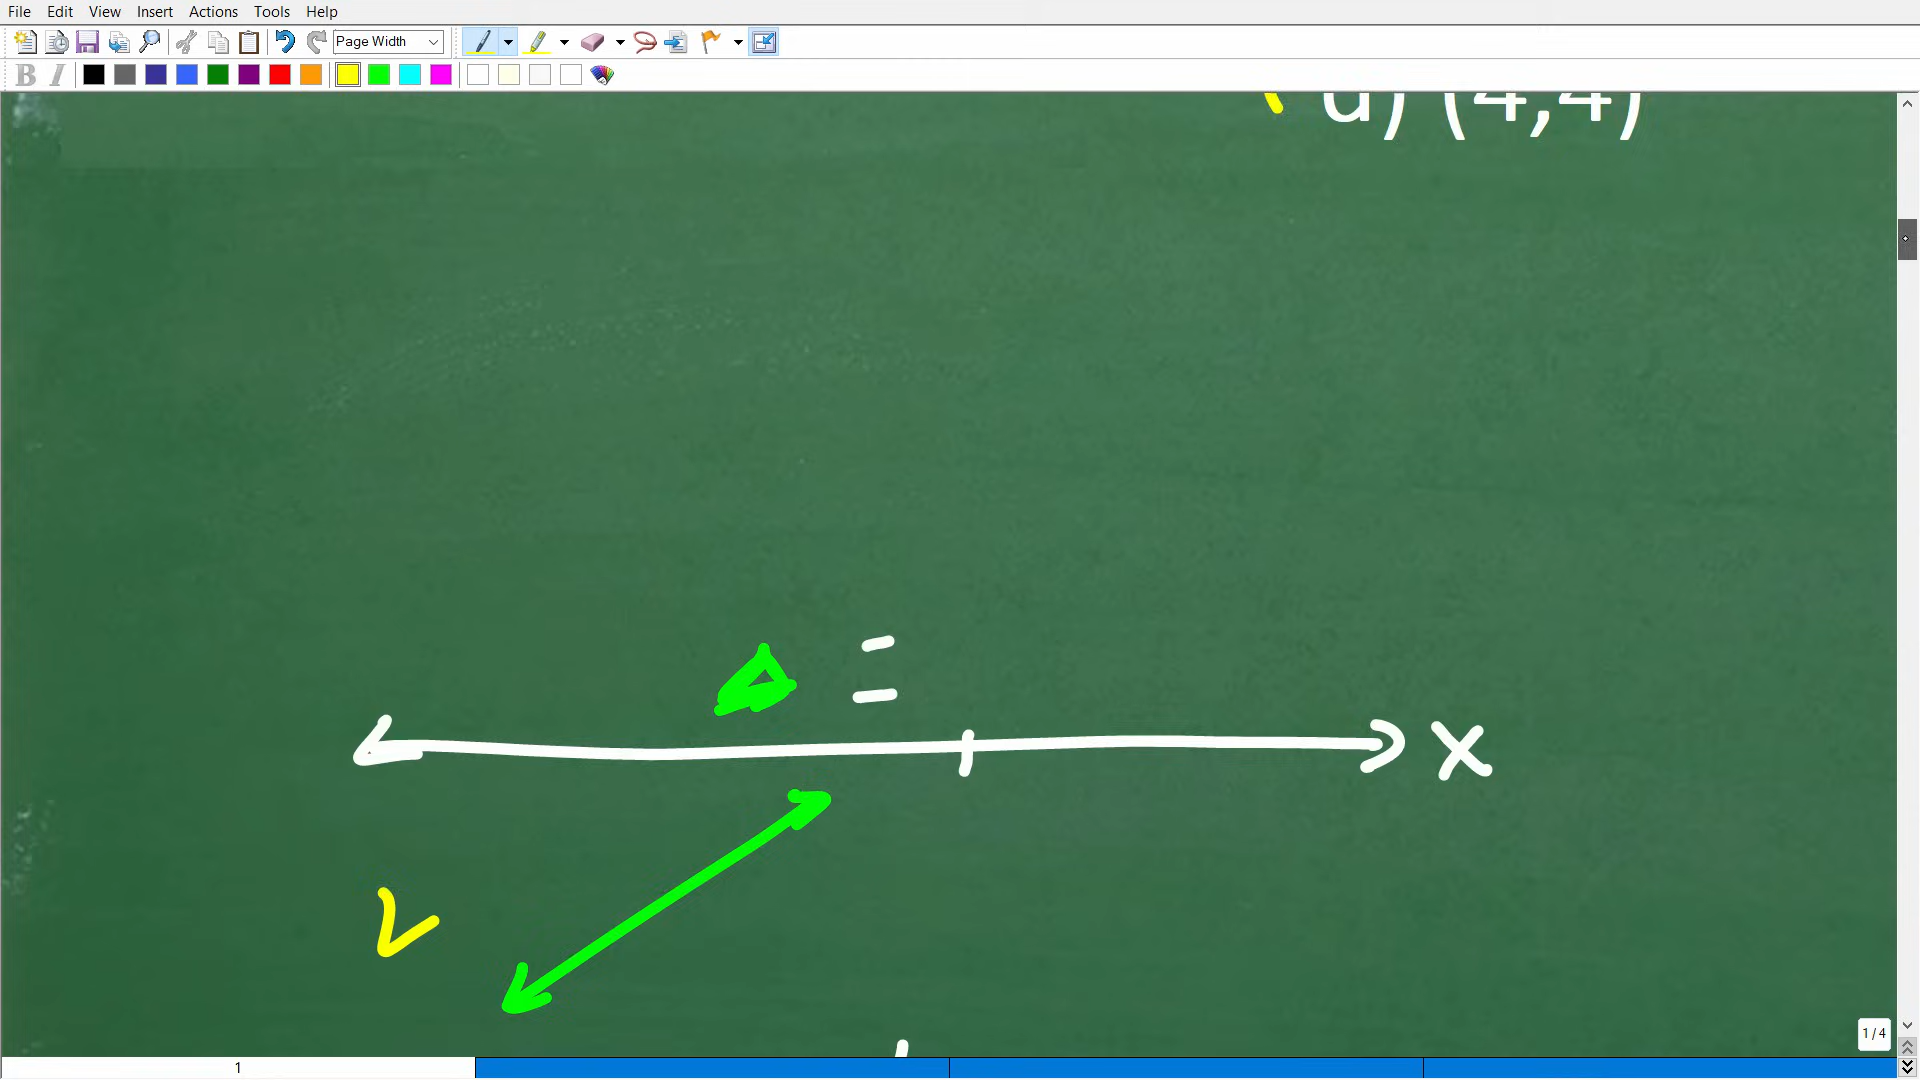 File Edit View Insert Actions Tools Help
Page Width
B I
d) (4,4)
=
x
1 / 4
1